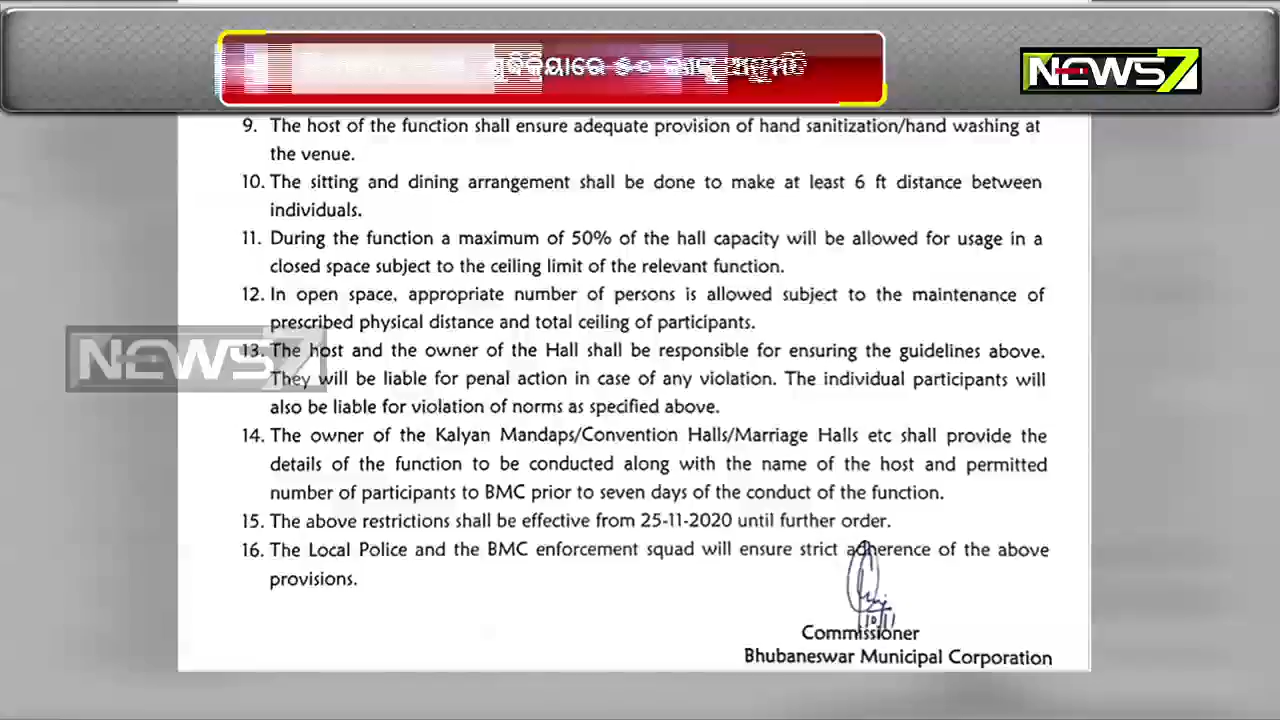 NEWS7
9. The host of the function shall ensure adequate provision of hand sanitization/hand washing at
the venue.
10. The sitting and dining arrangement shall be done to make at least 6 ft distance between
individuals.
11. During the function a maximum of 50% of the hall capacity will be allowed for usage in a
closed space subject to the ceiling limit of the relevant function.
12. In open space, appropriate number of persons is allowed subject to the maintenance of
prescribed physical distance and total ceiling of participants.
NEWS7
13. The host and the owner of the Hall shall be responsible for ensuring the guidelines above.
They will be liable for penal action in case of any violation. The individual participants will
also be liable for violation of norms as specified above.
14. The owner of the Kalyan Mandaps/Convention Halls/Marriage Halls etc shall provide the
details of the function to be conducted along with the name of the host and permitted
number of participants to BMC prior to seven days of the conduct of the function.
15. The above restrictions shall be effective from 25-11-2020 until further order.
16. The Local Police and the BMC enforcement squad will ensure strict adherence of the above
provisions.
Commissioner
Bhubaneswar Municipal Corporation